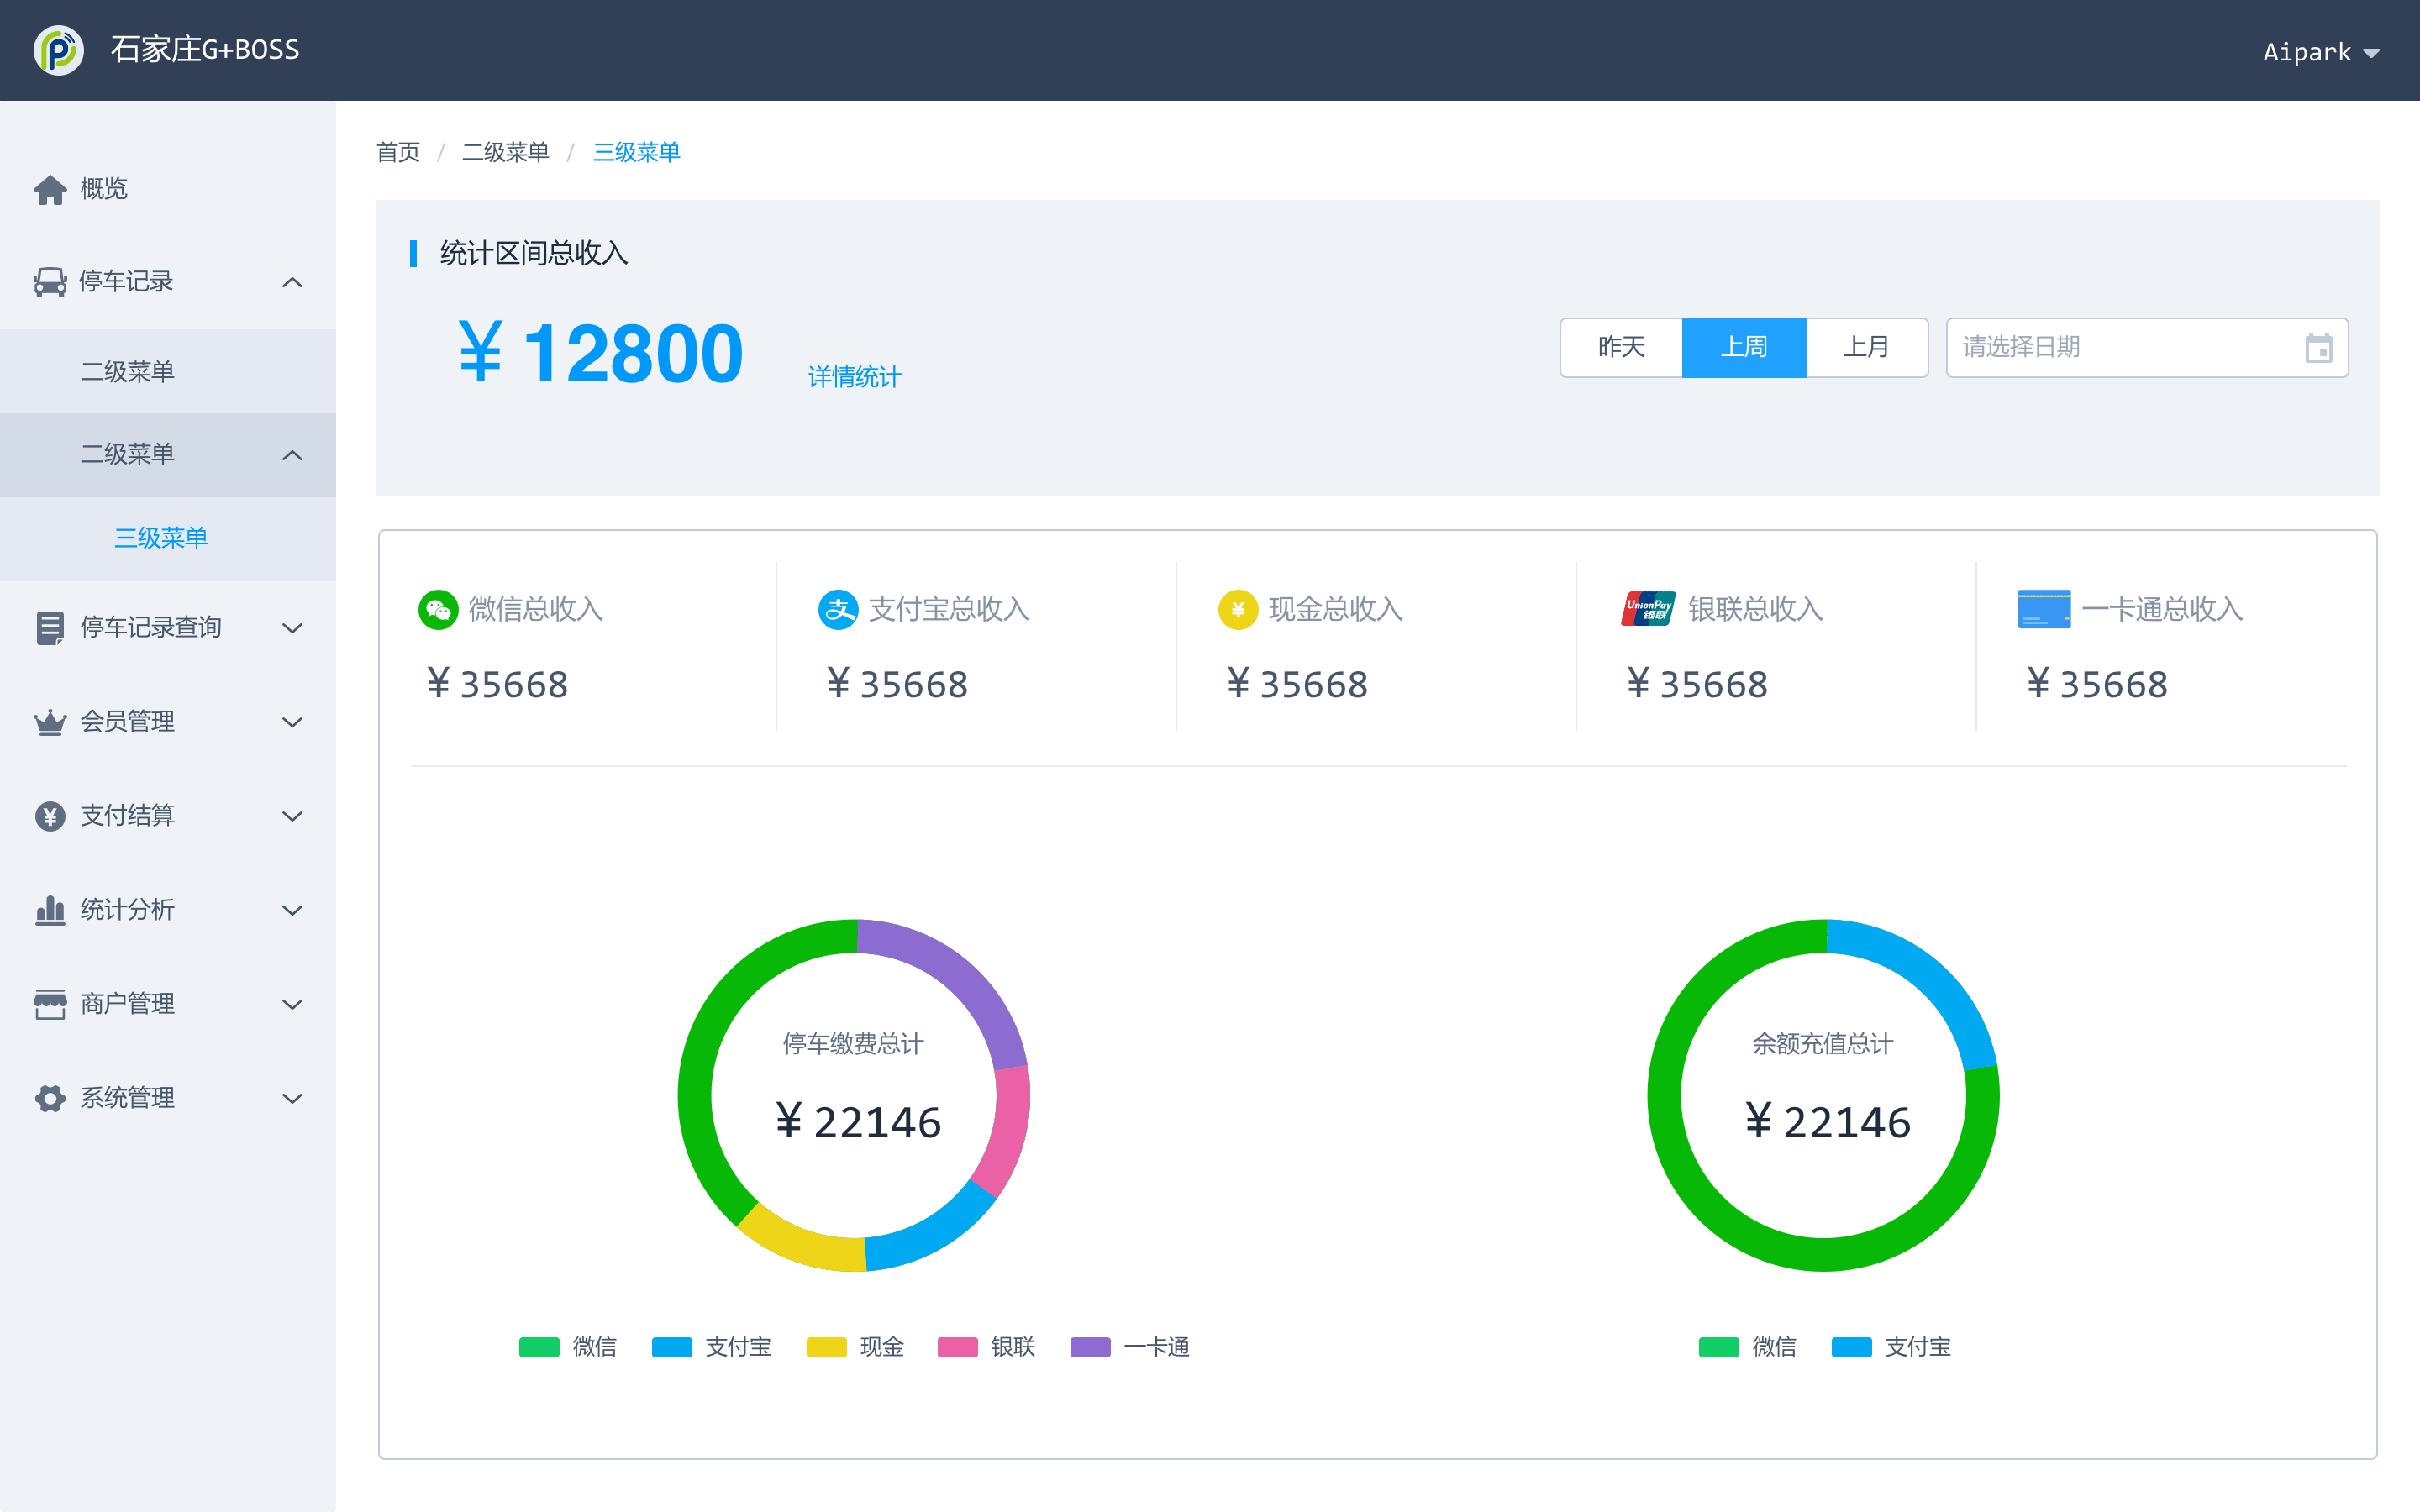 石家庄G+BOSS
Aipark
概览
停车记录
二级菜单
二级菜单
三级菜单
停车记录查询
会员管理
¥ 支付结算
统计分析
商户管理
系统管理
首页 / 二级菜单 / 三级菜单
统计区间总收入
¥ 12800 详情统计
昨天 上周 上月 请选择日期
微信总收入
¥ 35668
支 支付宝总收入
¥ 35668
¥ 现金总收入
¥ 35668
UnionPay 银联 银联总收入
¥ 35668
一卡通总收入
¥ 35668
停车缴费总计
¥ 22146
微信 支付宝 现金 银联 一卡通
余额充值总计
¥ 22146
微信 支付宝